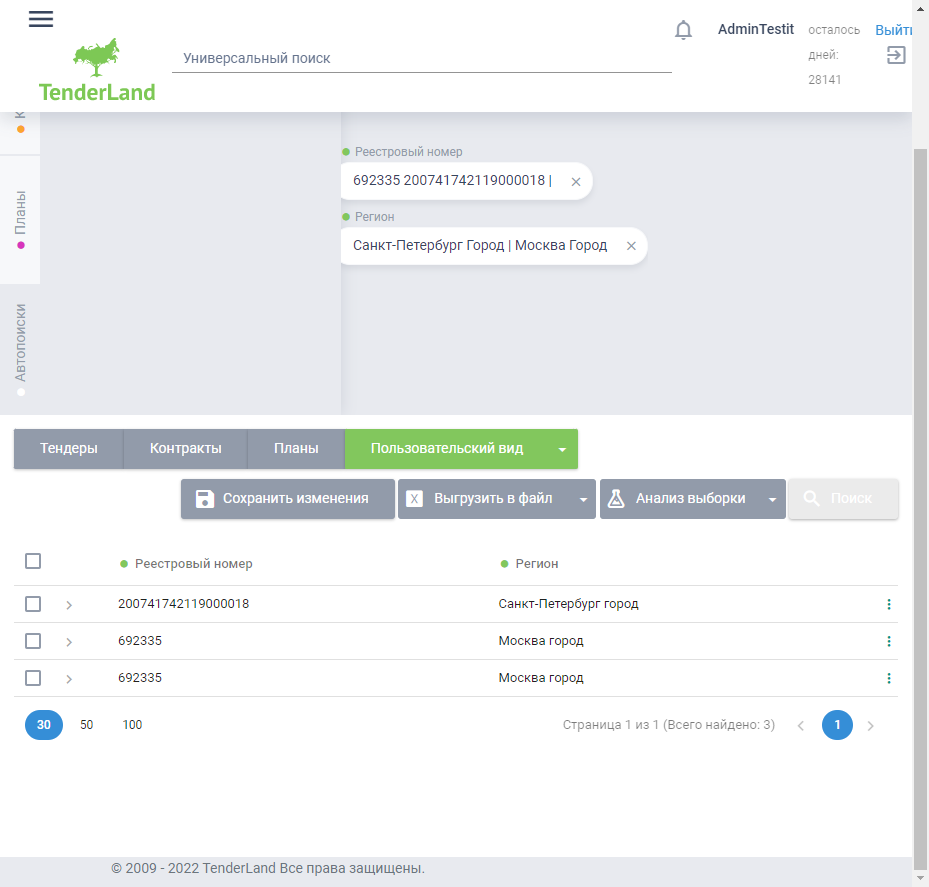 AdminTestit
осталось
дней:
28141
Универсальный поиск
TenderLand
Реестровый номер
692335 200741742119000018 |
Регион
Санкт-Петербург Город | Москва Город
Планы
Автопоиски
Тендеры Контракты Планы Пользовательский вид
Сохранить изменения X Выгрузить в файл Анализ выборки Поиск
Реестровый номер Регион
200741742119000018 Санкт-Петербург город
692335 Москва город
692335 Москва город
30 50 100 Страница 1 из 1 (Всего найдено: 3) 1
© 2009 - 2022 TenderLand Все права защищены.